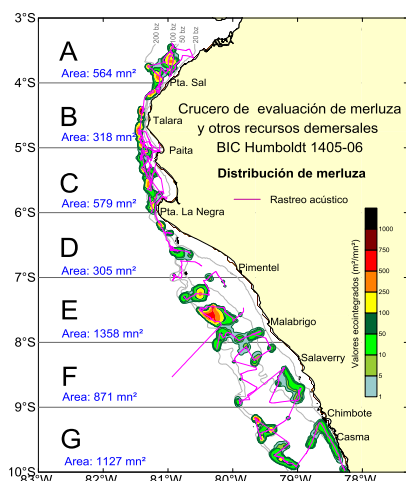 3°S
200 bz
100 bz
50 bz
20 bz
A
Area: 564 mn²
4°S
Pta. Sal
Crucero de evaluación de merluza
y otros recursos demersales
BIC Humboldt 1405-06
B
Talara
Area: 318 mn²
5°S
Paita
Distribución de merluza
C
Rastreo acústico
Area: 579 mn²
6°S
Pta. La Negra
D
Area: 305 mn²
7°S
Pimentel
E
Malabrigo
Area: 1358 mn²
8°S
Salaverry
F
Area: 871 mn²
9°S
Chimbote
G
Casma
Area: 1127 mn²
10°S
Valores ecointegrados (m²/mn²)
1000
750
500
250
100
50
10
5
1
83°W
82°W
81°W
80°W
79°W
78°W